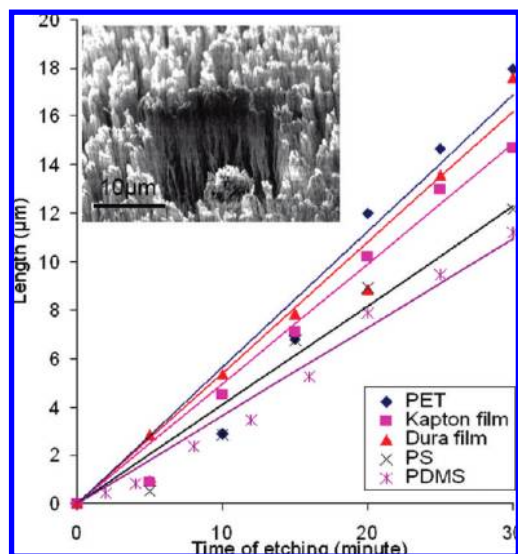 20
18
16
14
12
10
8
6
4
2
0
Length (µm)
10µm
PET
Kapton film
Dura film
PS
PDMS
0 10 20 30
Time of etching (minute)